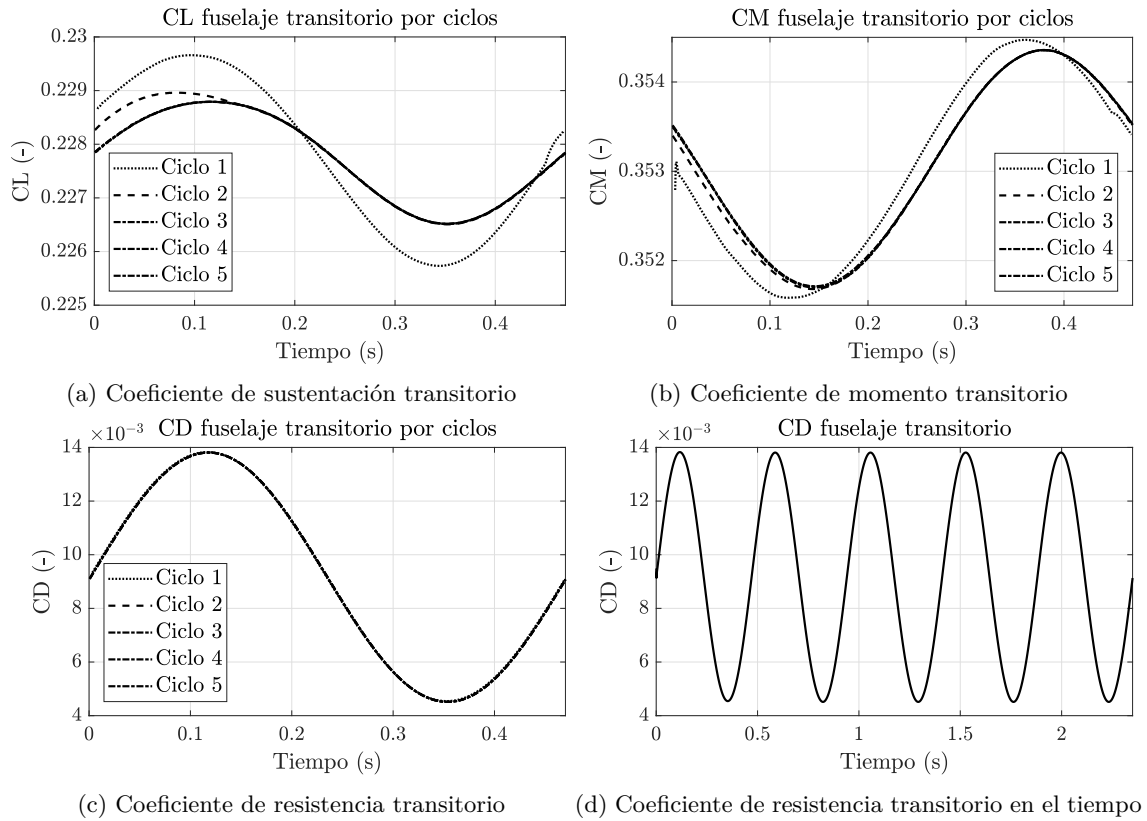 CL fuselaje transitorio por ciclos
0.23
0.229
0.228
0.227
0.226
0.225
CL (-)
Ciclo 1
Ciclo 2
Ciclo 3
Ciclo 4
Ciclo 5
0
0.1
0.2
0.3
0.4
Tiempo (s)
(a) Coeficiente de sustentación transitorio
CM fuselaje transitorio por ciclos
0.354
0.353
0.352
CM (-)
Ciclo 1
Ciclo 2
Ciclo 3
Ciclo 4
Ciclo 5
0
0.1
0.2
0.3
0.4
Tiempo (s)
(b) Coeficiente de momento transitorio
×10⁻³
CD fuselaje transitorio por ciclos
14
12
10
8
6
4
CD (-)
Ciclo 1
Ciclo 2
Ciclo 3
Ciclo 4
Ciclo 5
0
0.1
0.2
0.3
0.4
Tiempo (s)
(c) Coeficiente de resistencia transitorio
×10⁻³
CD fuselaje transitorio
14
12
10
8
6
4
CD (-)
0
0.5
1
1.5
2
Tiempo (s)
(d) Coeficiente de resistencia transitorio en el tiempo